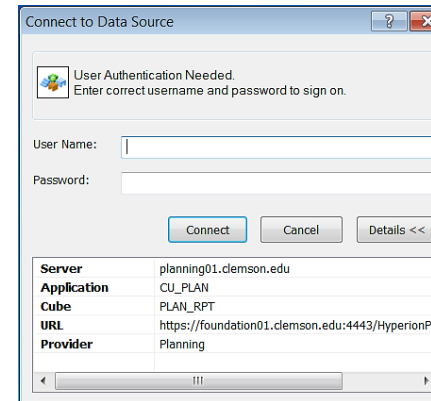 Connect to Data Source
User Authentication Needed.
Enter correct username and password to sign on.
User Name:
Password:
Connect Cancel Details <<
Server planning01.clemson.edu
Application CU_PLAN
Cube PLAN_RPT
URL https://foundation01.clemson.edu:4443/HyperionP
Provider Planning